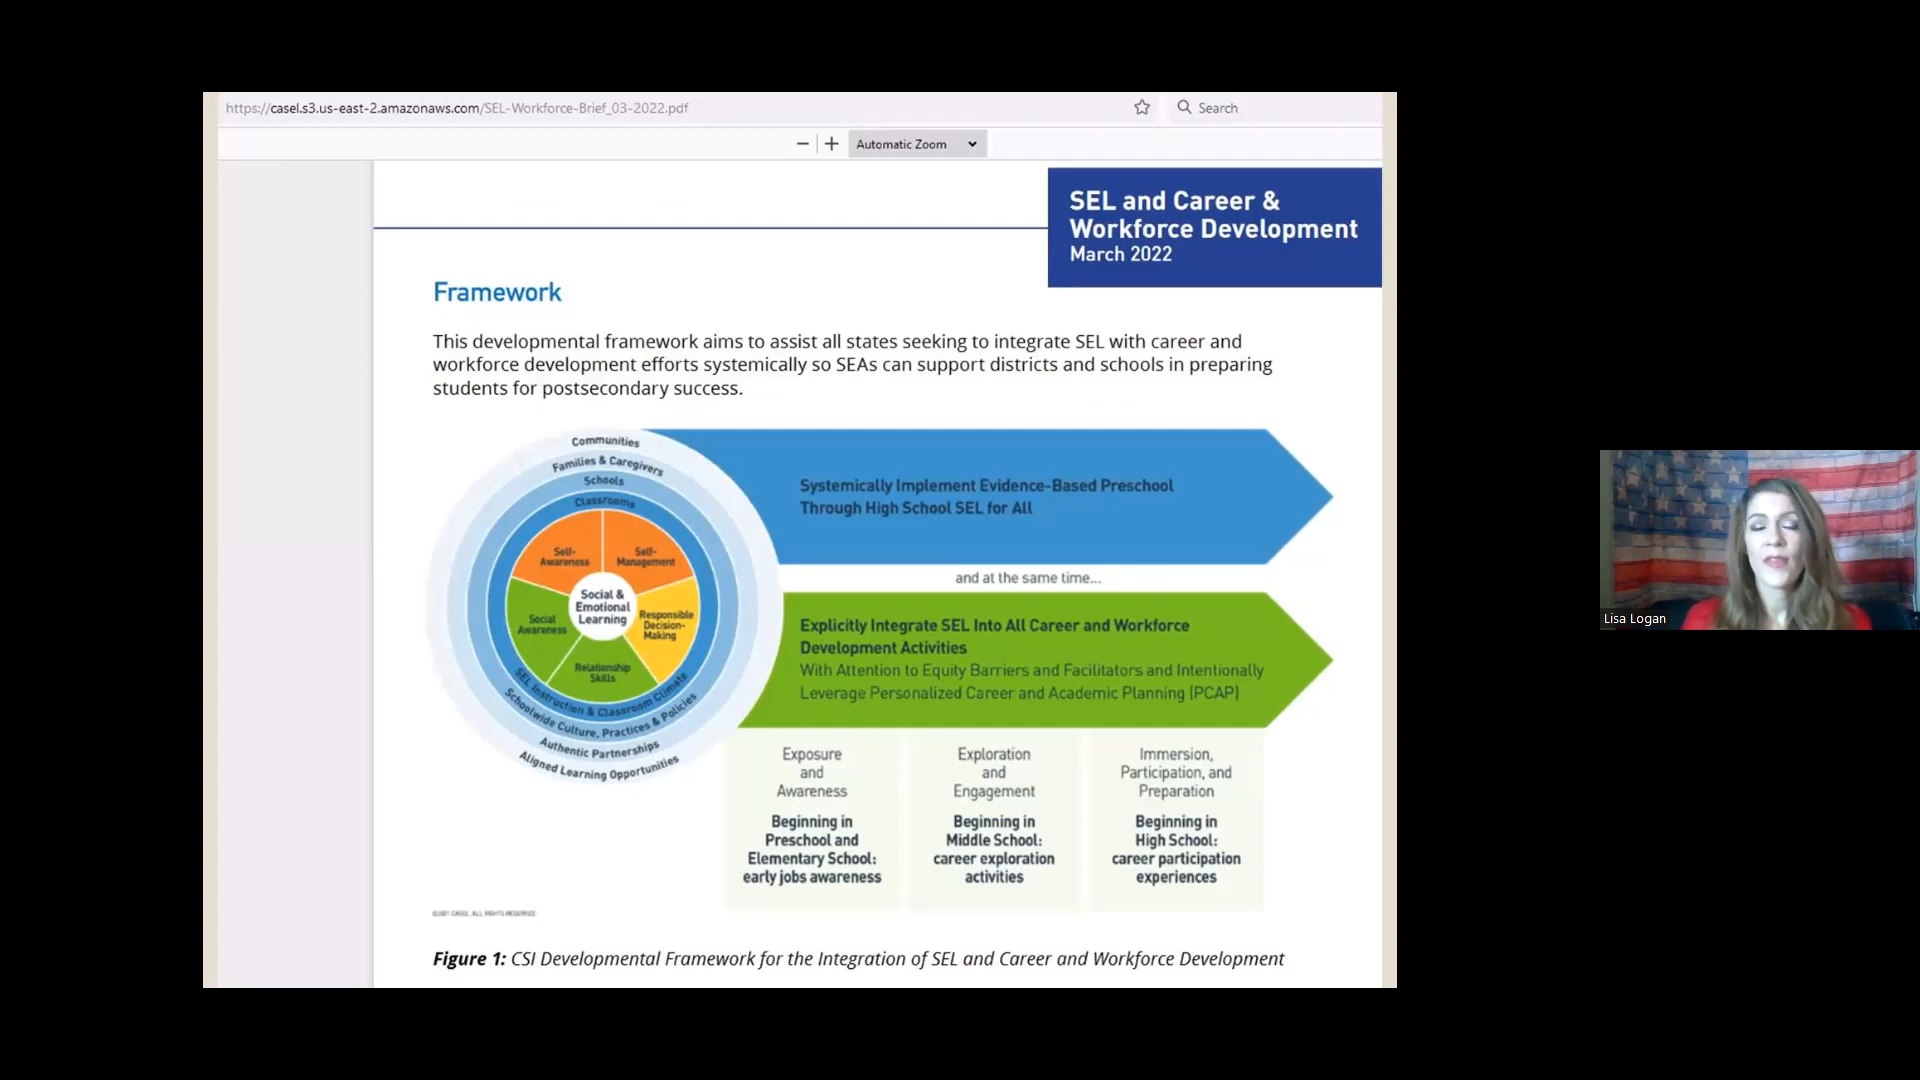 https://casel.s3.us-east-2.amazonaws.com/SEL-Workforce-Brief_03-2022.pdf
Search
Automatic Zoom
SEL and Career &
Workforce Development
March 2022
Framework
This developmental framework aims to assist all states seeking to integrate SEL with career and
workforce development efforts systemically so SEAs can support districts and schools in preparing
students for postsecondary success.
Communities
Families & Caregivers
Schools
Classrooms
Self-
Awareness
Self-
Management
Social &
Emotional
Learning
Social
Awareness
Responsible
Decision-
Making
Relationship
Skills
SEL Instruction & Classroom Climate
Schoolwide Culture, Practices & Policies
Authentic Partnerships
Aligned Learning Opportunities
Systemically Implement Evidence-Based Preschool
Through High School SEL for All
and at the same time...
Explicitly Integrate SEL Into All Career and Workforce
Development Activities
With Attention to Equity Barriers and Facilitators and Intentionally
Leverage Personalized Career and Academic Planning (PCAP)
Exposure
and
Awareness
Beginning in
Preschool and
Elementary School:
early jobs awareness
Exploration
and
Engagement
Beginning in
Middle School:
career exploration
activities
Immersion,
Participation, and
Preparation
Beginning in
High School:
career participation
experiences
©2021 CASEL. ALL RIGHTS RESERVED
Figure 1: CSI Developmental Framework for the Integration of SEL and Career and Workforce Development
Lisa Logan